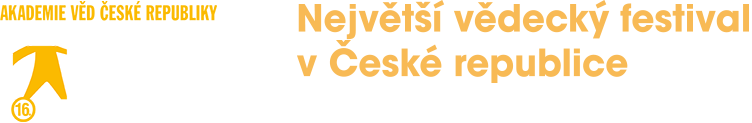 AKADEMIE VĚD ČESKÉ REPUBLIKY
Největší vědecký festival
v České republice
16.